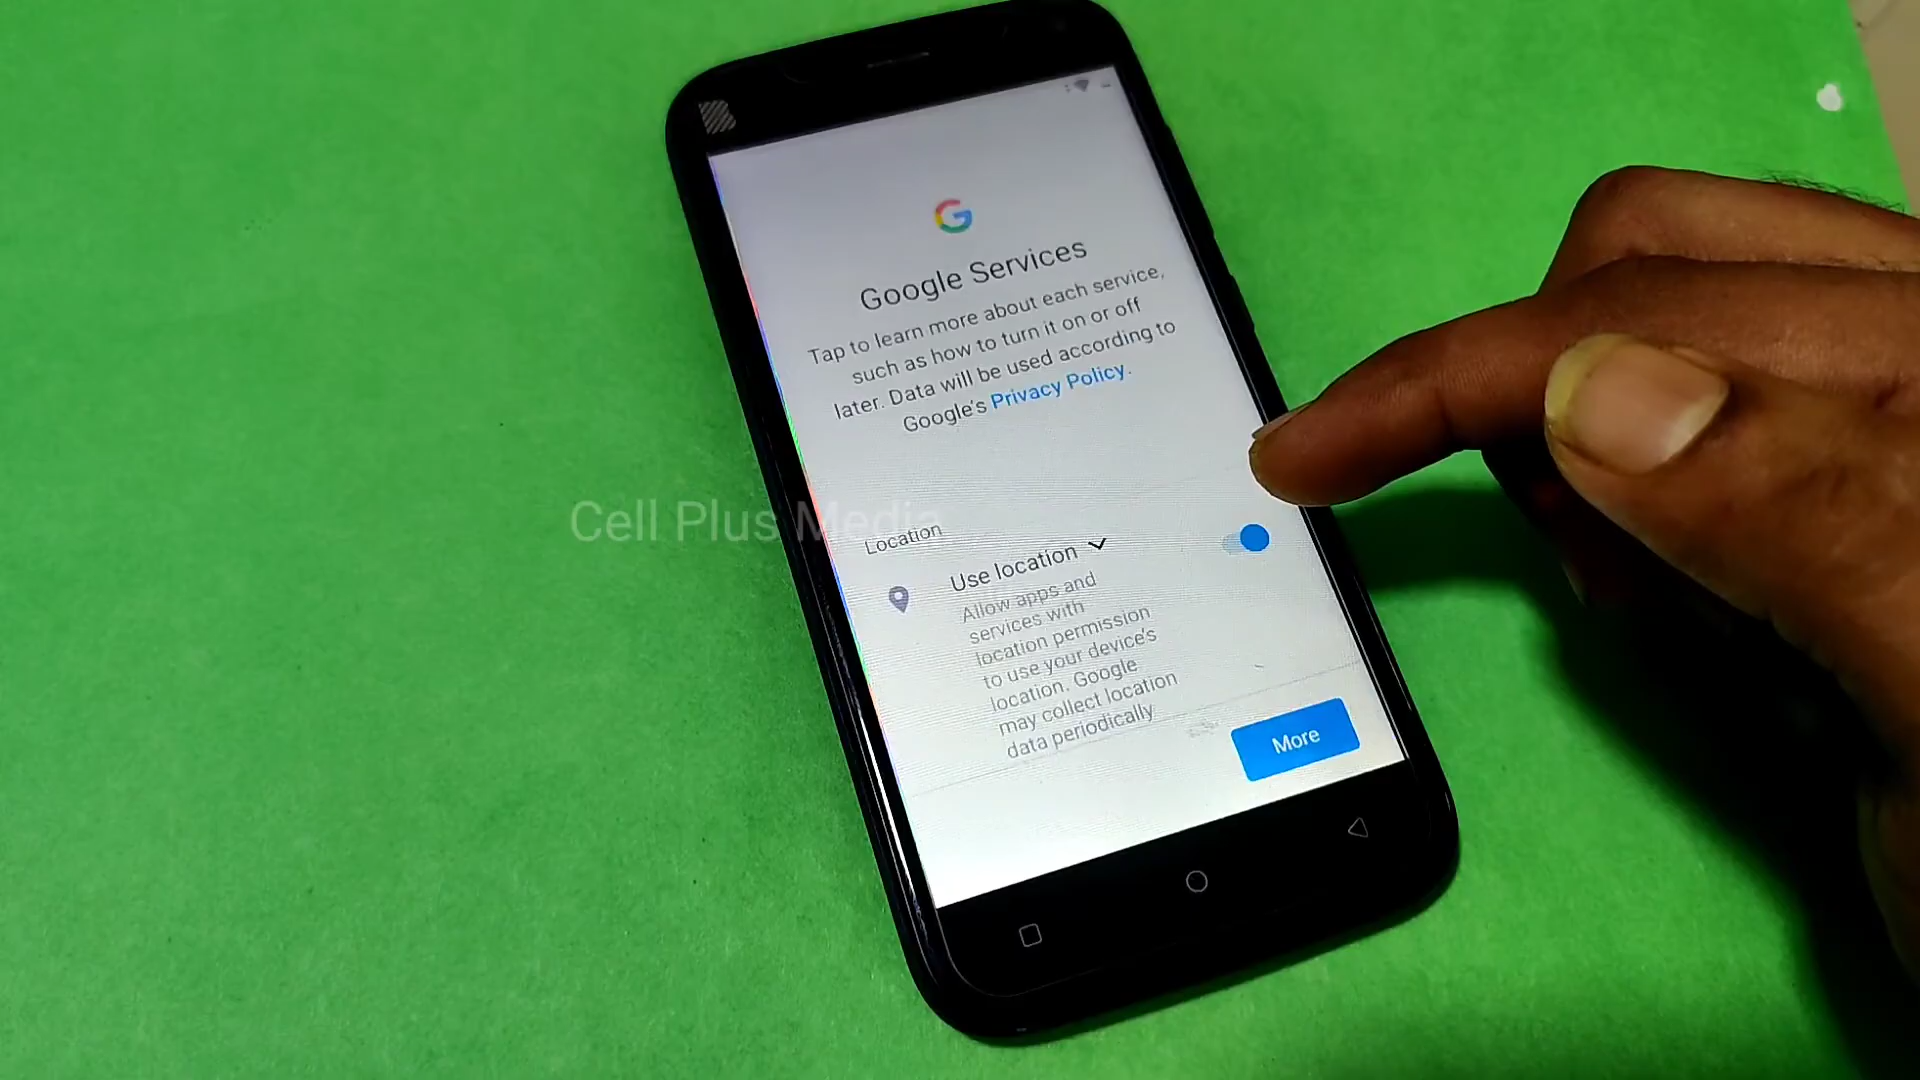 Google Services
Tap to learn more about each service,
such as how to turn it on or off
later. Data will be used according to
Google's Privacy Policy.
Cell Plus Media
Location
Use location
Allow apps and
services with
location permission
to use your device's
location. Google
may collect location
data periodically
More